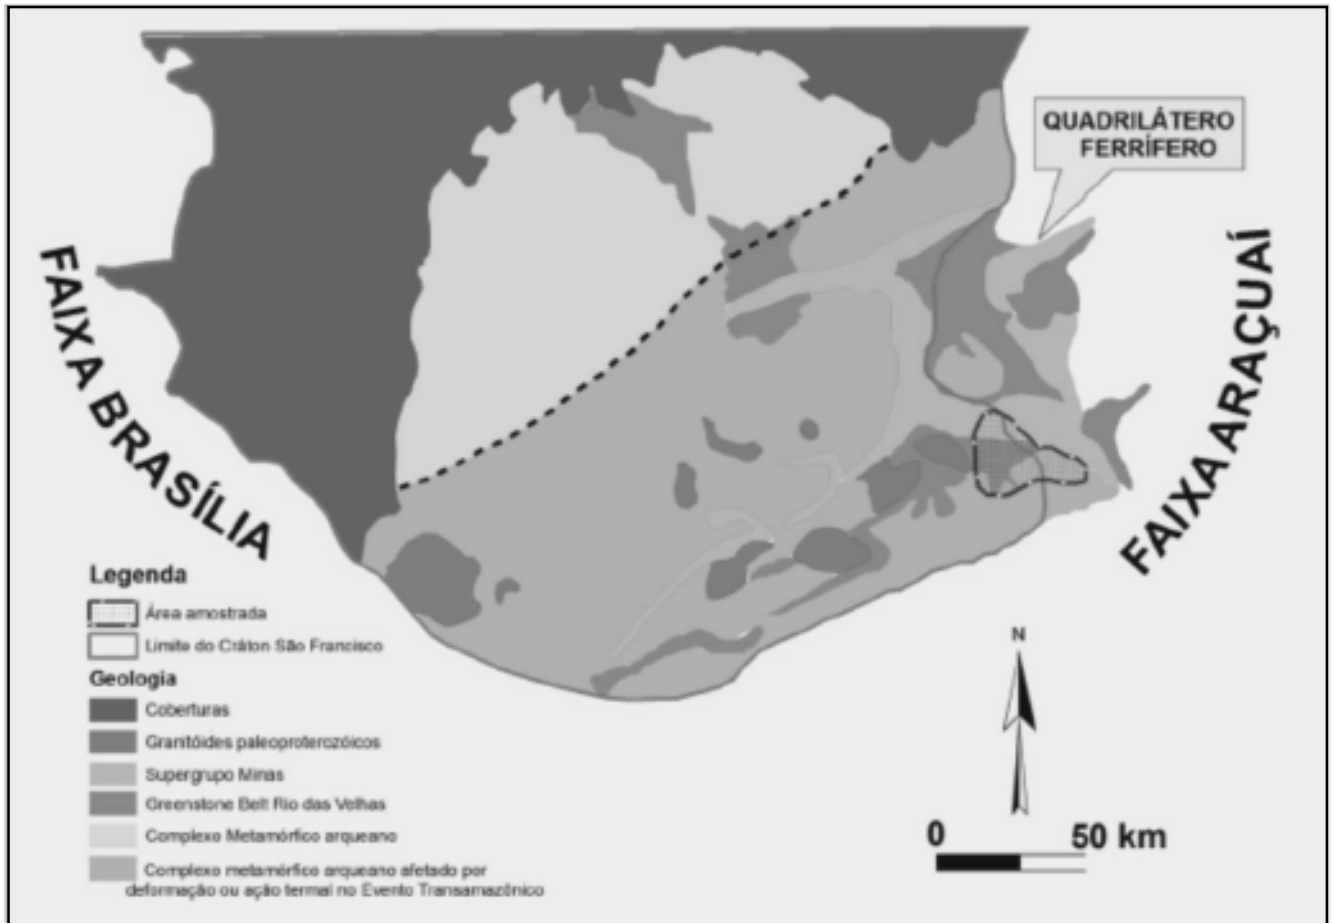 QUADRILÁTERO
FERRÍFERO
FAIXA BRASÍLIA
FAIXA ARAÇUAÍ
Legenda
Área amostrada
Limite do Cráton São Francisco
Geologia
Coberturas
Granitóides paleoproterozóicos
Supergrupo Minas
Greenstone Belt Rio das Velhas
Complexo Metamórfico arqueano
Complexo metamórfico arqueano afetado por
deformação ou ação termal no Evento Transamazônico
N
0 50 km